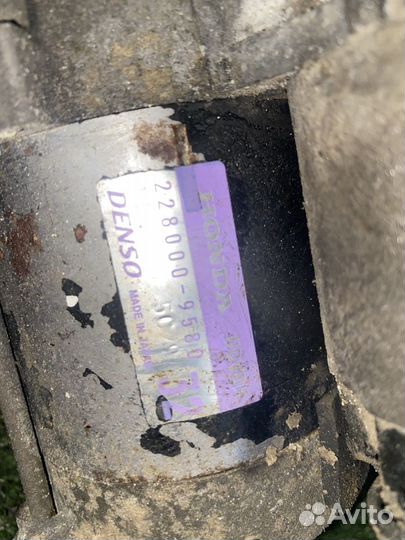 HONDA
228000-9580
DENSO MADE IN JAPAN
Avito